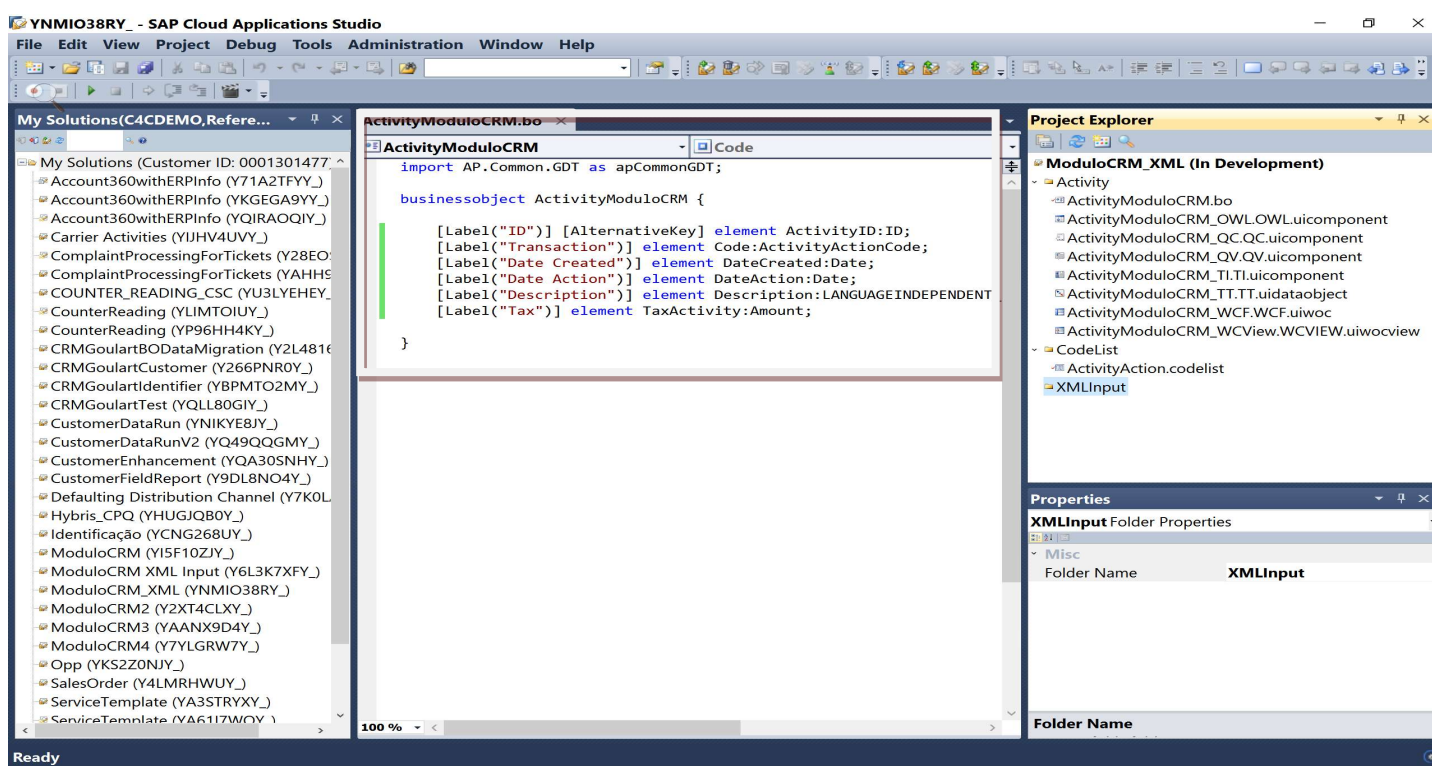 YNMIO38RY_ - SAP Cloud Applications Studio
File Edit View Project Debug Tools Administration Window Help
My Solutions(C4CDEMO,Refere...
My Solutions (Customer ID: 0001301477
Account360withERPInfo (Y71A2TFYY_)
Account360withERPInfo (YKGEGA9YY_)
Account360withERPInfo (YQIRAOQIY_)
Carrier Activities (YIJHV4UVY_)
ComplaintProcessingForTickets (Y28EO
ComplaintProcessingForTickets (YAHH9
COUNTER_READING_CSC (YU3LYEHEY_
CounterReading (YLIMTOIUY_)
CounterReading (YP96HH4KY_)
CRMGoulartBODataMigration (Y2L4816
CRMGoulartCustomer (Y266PNR0Y_)
CRMGoulartIdentifier (YBPMTO2MY_)
CRMGoulartTest (YQLL80GIY_)
CustomerDataRun (YNIKYE8JY_)
CustomerDataRunV2 (YQ49QQGMY_)
CustomerEnhancement (YQA30SNHY_)
CustomerFieldReport (Y9DL8NO4Y_)
Defaulting Distribution Channel (Y7K0L
Hybris_CPQ (YHUGJQB0Y_)
Identificação (YCNG268UY_)
ModuloCRM (YI5F10ZJY_)
ModuloCRM XML Input (Y6L3K7XFY_)
ModuloCRM_XML (YNMIO38RY_)
ModuloCRM2 (Y2XT4CLXY_)
ModuloCRM3 (YAANX9D4Y_)
ModuloCRM4 (Y7YLGRW7Y_)
Opp (YKS2Z0NJY_)
SalesOrder (Y4LMRHWUY_)
ServiceTemplate (YA3STRYXY_)
ServiceTemplate (YA61I7WOY_)
ActivityModuloCRM.bo
ActivityModuloCRM Code
import AP.Common.GDT as apCommonGDT;
businessobject ActivityModuloCRM {
[Label("ID")] [AlternativeKey] element ActivityID:ID;
[Label("Transaction")] element Code:ActivityActionCode;
[Label("Date Created")] element DateCreated:Date;
[Label("Date Action")] element DateAction:Date;
[Label("Description")] element Description:LANGUAGEINDEPENDENT
[Label("Tax")] element TaxActivity:Amount;
}
100 %
Project Explorer
ModuloCRM_XML (In Development)
Activity
ActivityModuloCRM.bo
ActivityModuloCRM_OWL.OWL.uicomponent
ActivityModuloCRM_QC.QC.uicomponent
ActivityModuloCRM_QV.QV.uicomponent
ActivityModuloCRM_TI.TI.uicomponent
ActivityModuloCRM_TT.TT.uidataobject
ActivityModuloCRM_WCF.WCF.uiwoc
ActivityModuloCRM_WCView.WCVIEW.uiwocview
CodeList
ActivityAction.codelist
XMLInput
Properties
XMLInput Folder Properties
Misc
Folder Name XMLInput
Folder Name
Ready